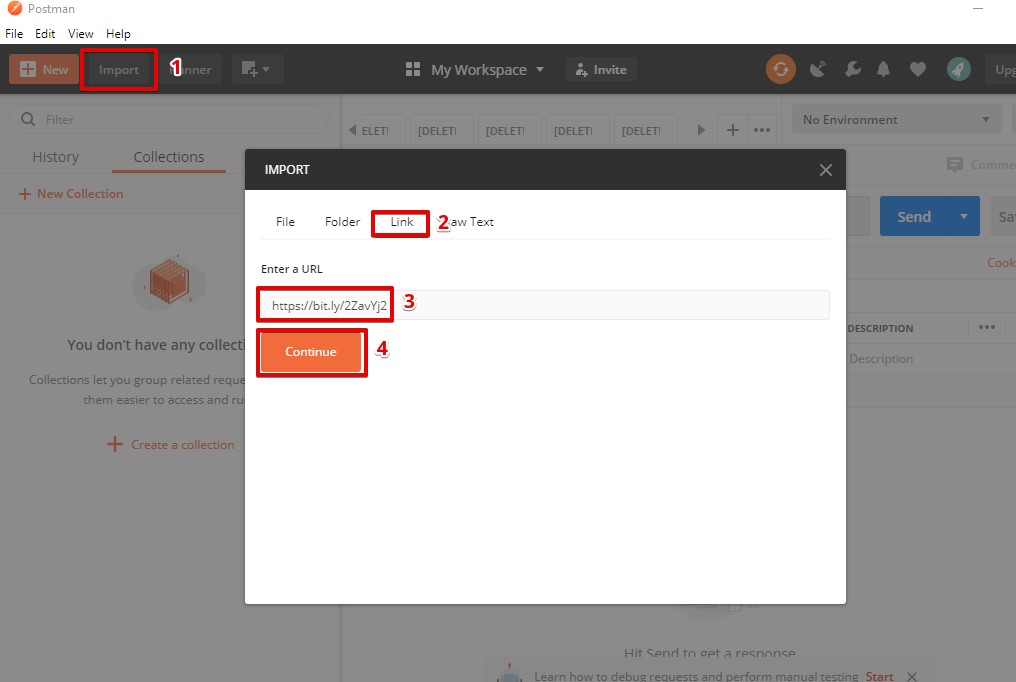 Postman
File Edit View Help
New Import 1 unner My Workspace Invite Upg
Filter ELETI [DELETI [DELETI [DELETI [DELETI No Environment
History Collections
New Collection
IMPORT
Comme
File Folder Link 2 aw Text
Send Sa
Enter a URL
Cook
https://bit.ly/2ZavYj2 3
DESCRIPTION
Continue 4
Description
You don't have any collecti
Collections let you group related reque
them easier to access and ru
Create a collection
Hit Send to get a response
Learn how to debug requests and perform manual testing Start